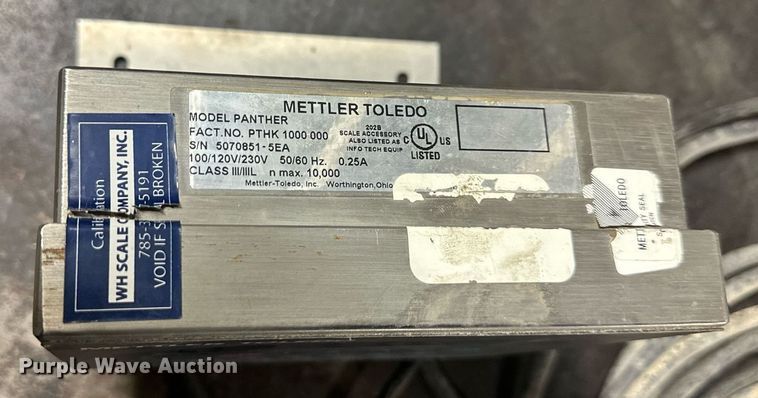 METTLER TOLEDO
MODEL PANTHER
FACT.NO. PTHK 1000 000
S/N 5070851-5EA
100/120V/230V 50/60 Hz. 0.25A
CLASS III/IIIL n max. 10,000
Mettler-Toledo, Inc. Worthington, Ohio
202B
SCALE ACCESSORY
ALSO LISTED AS
INFO TECH EQUIP
C UL US
LISTED
WH SCALE COMPANY, INC.
VOID IF BROKEN
TOLEDO
Purple Wave Auction